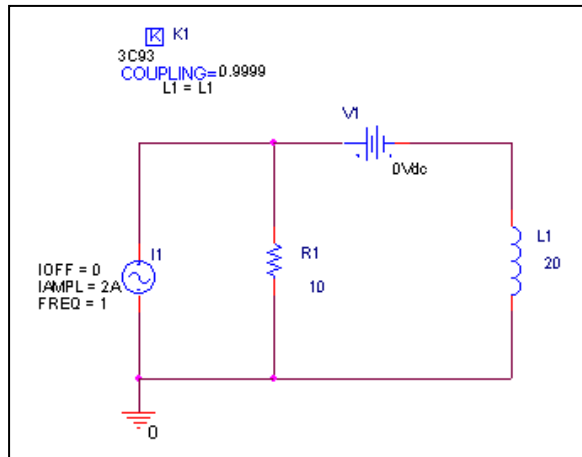 K K1
3C93
COUPLING=0.9999
L1 = L1
V1
0Vdc
I1
IOFF = 0
IAMPL = 2A
FREQ = 1
R1
10
L1
20
0